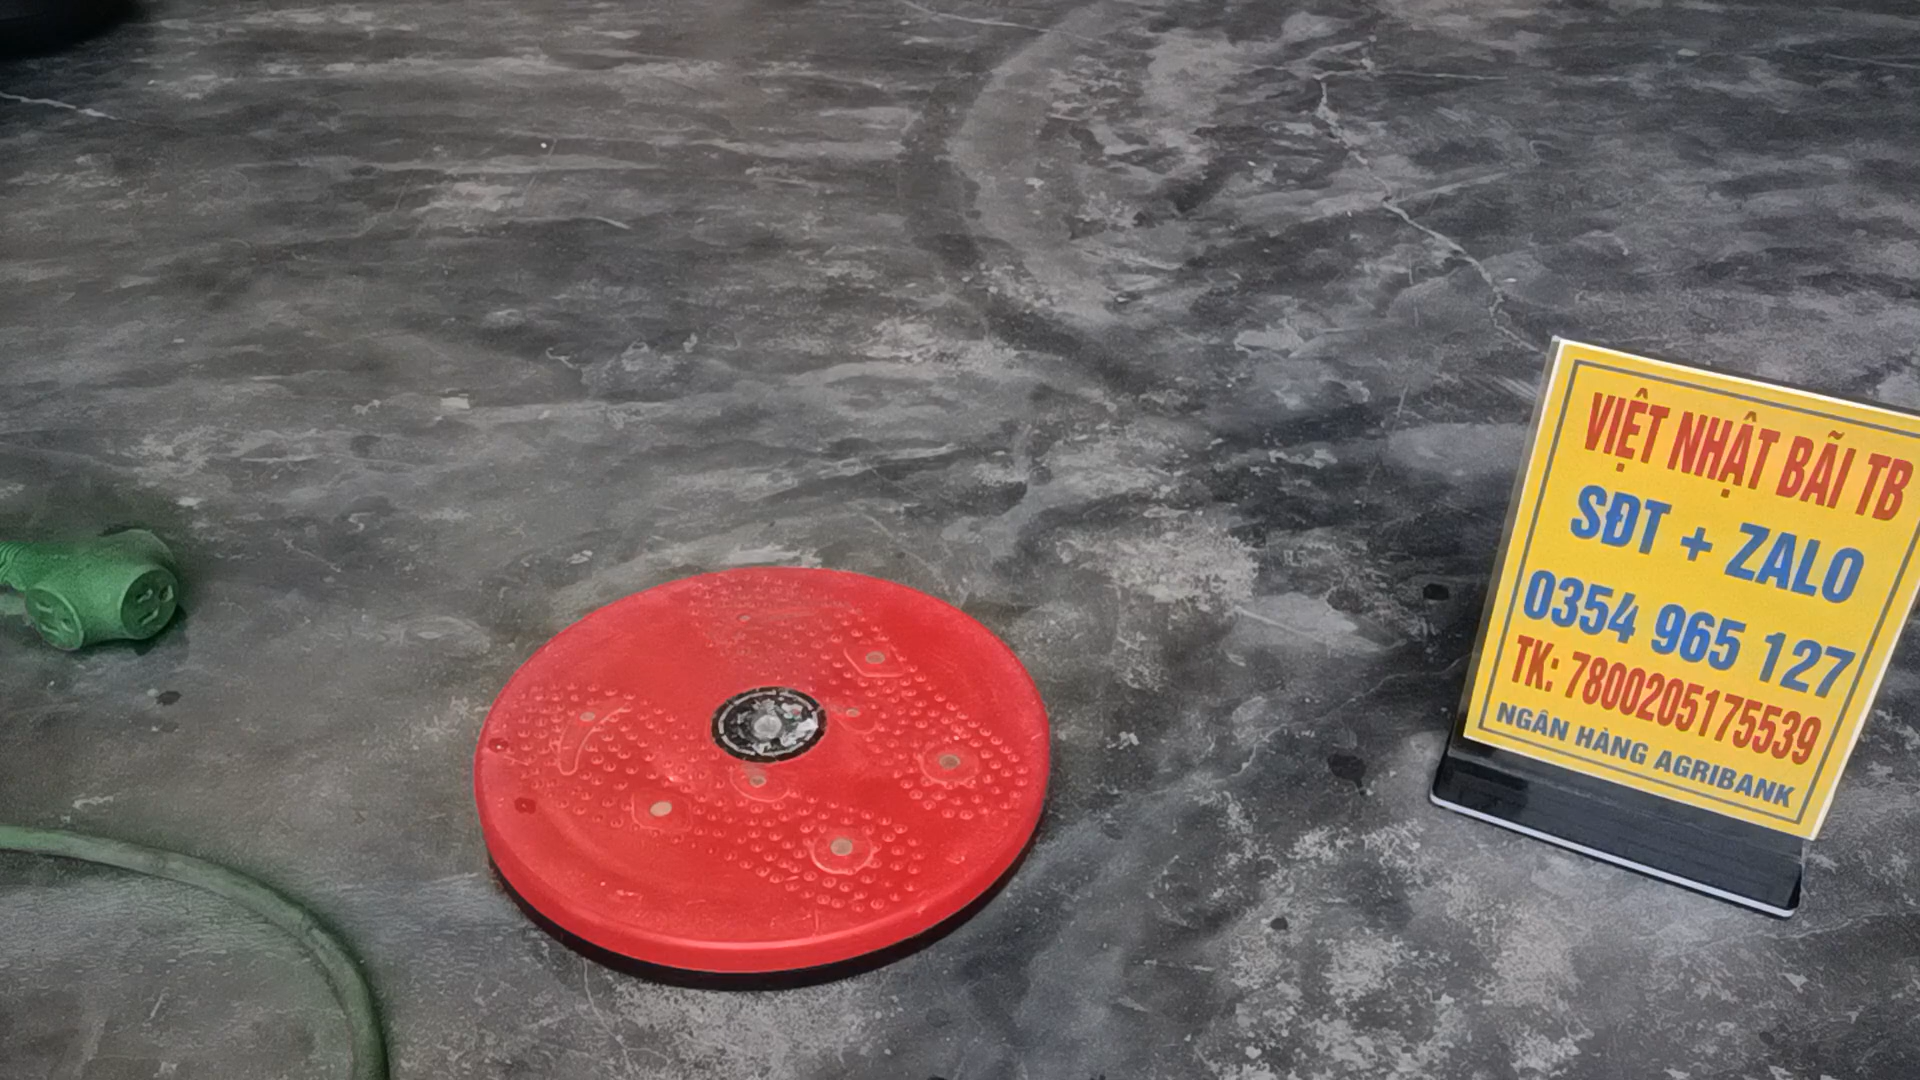 VIỆT NHẬT BÃI TB
SĐT + ZALO
0354 965 127
TK: 7800205175539
NGÂN HÀNG AGRIBANK